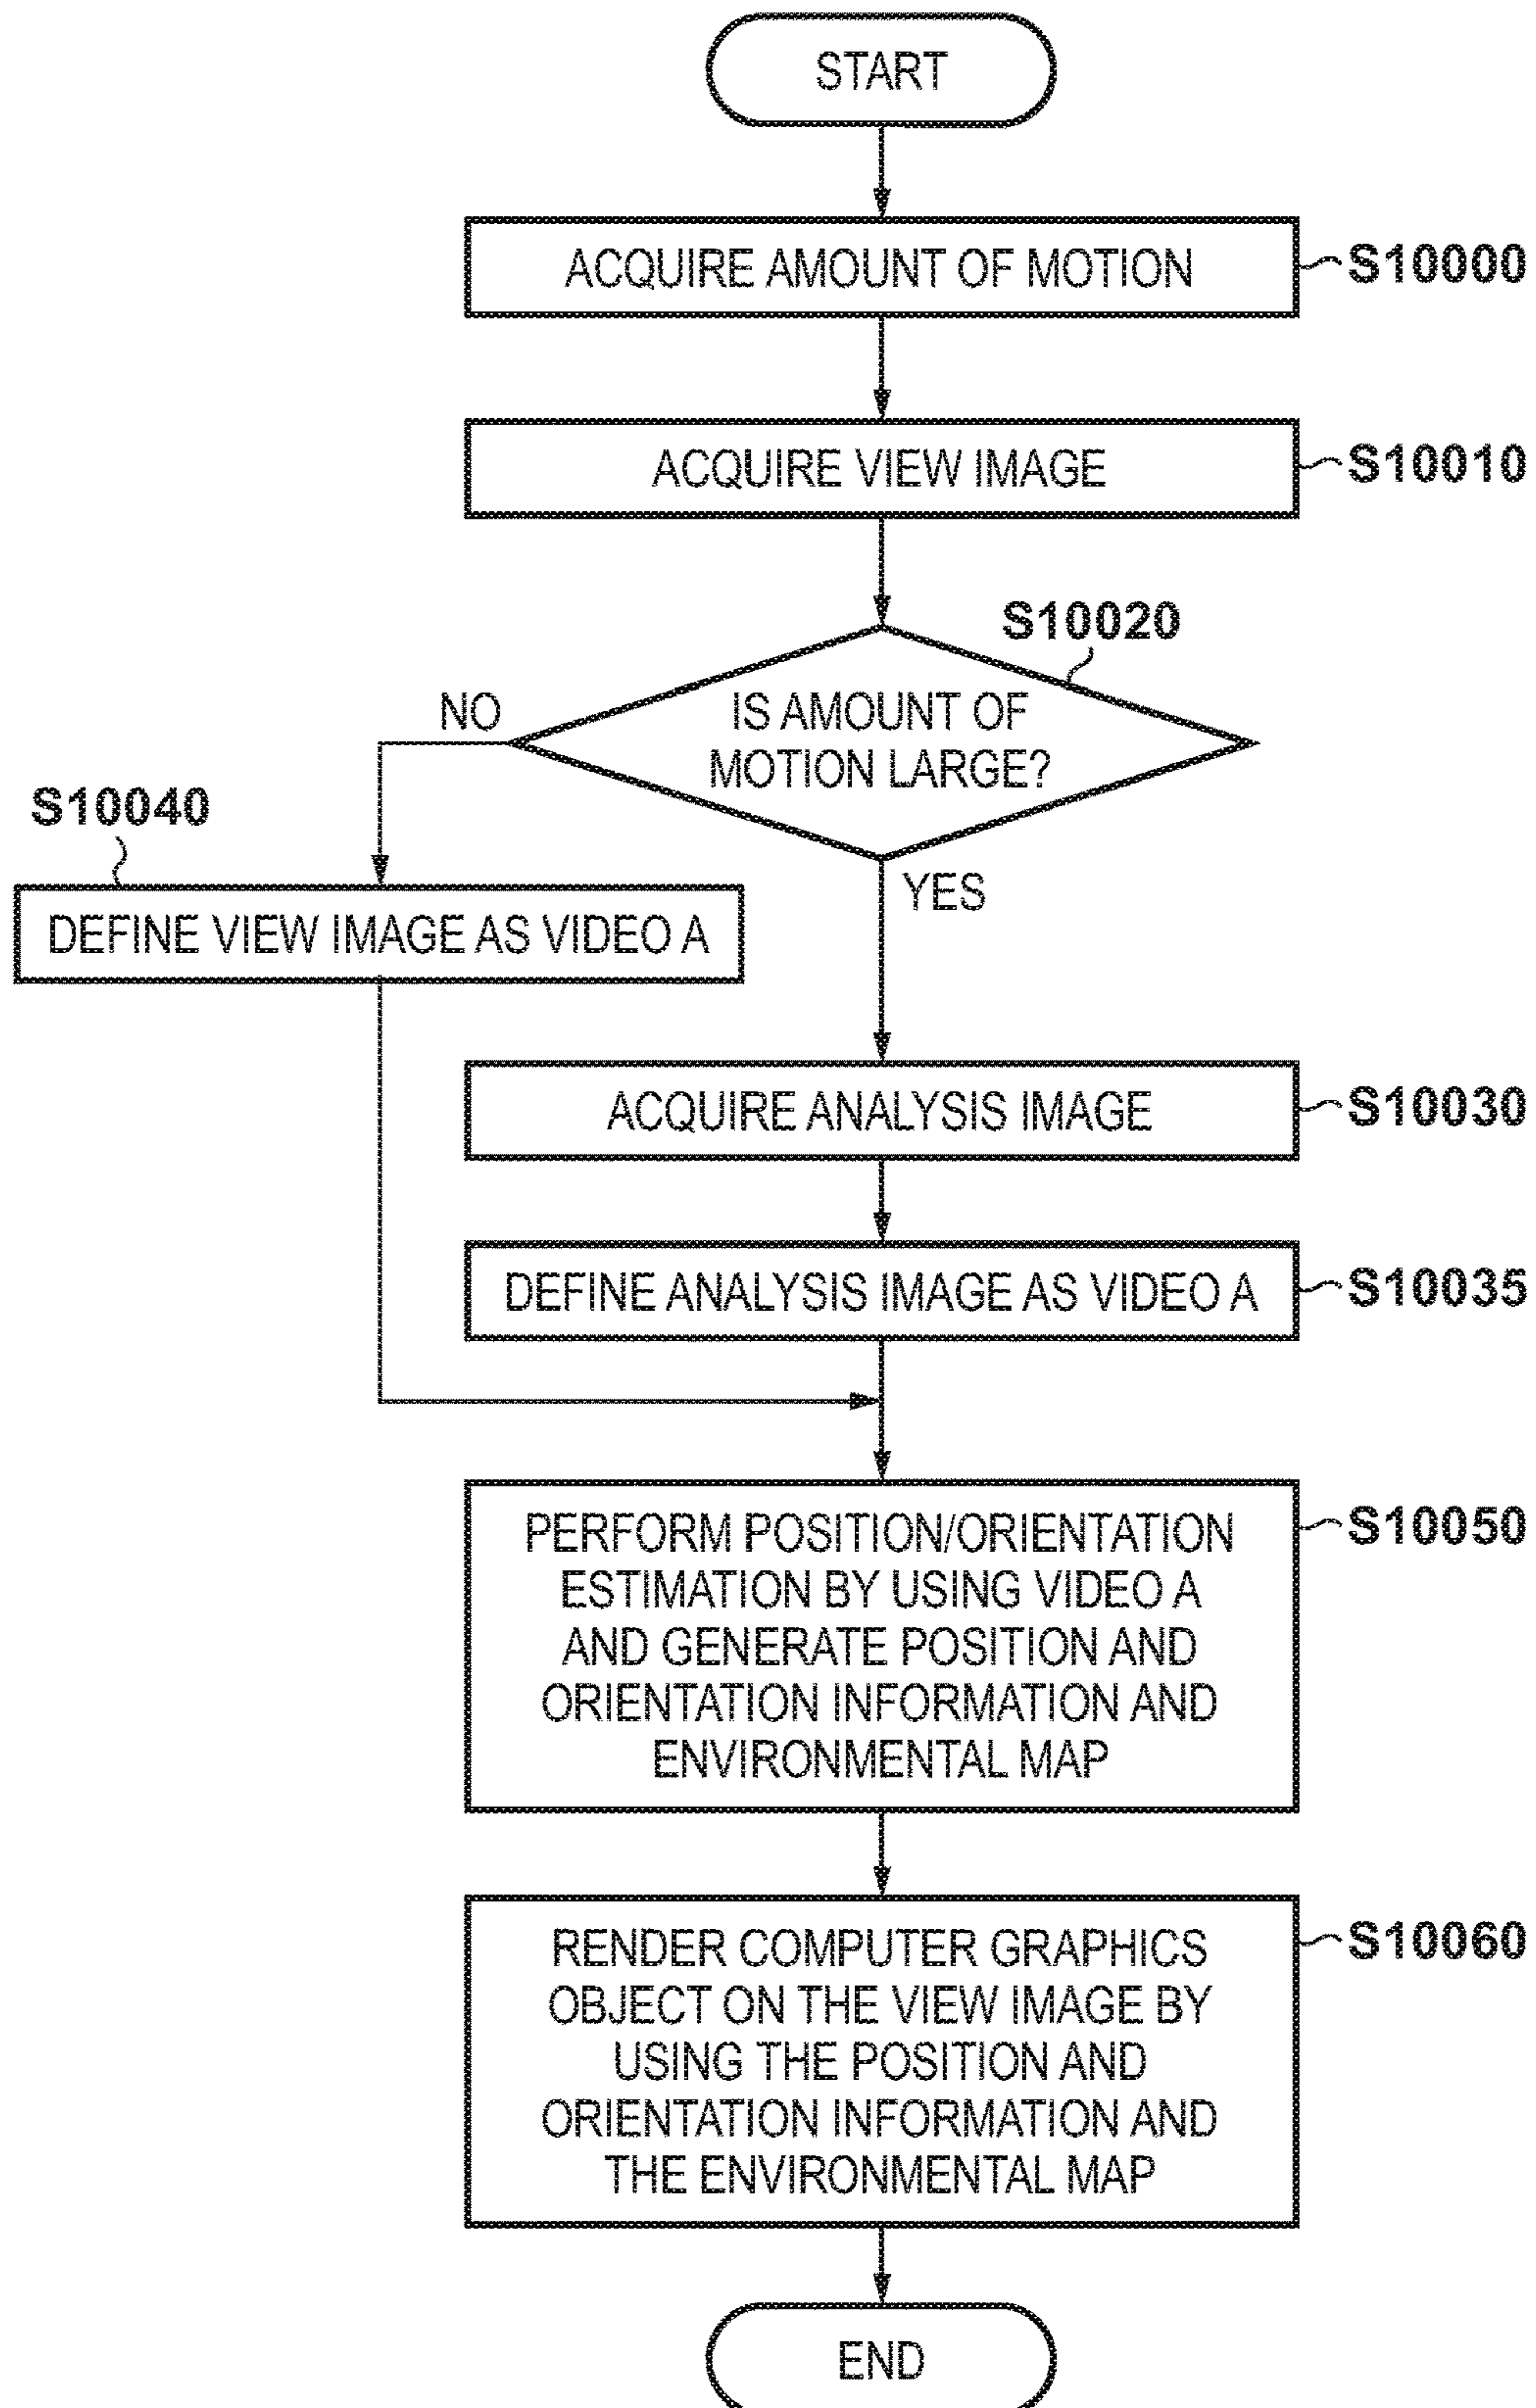 START
ACQUIRE AMOUNT OF MOTION
S10000
ACQUIRE VIEW IMAGE
S10010
S10020
IS AMOUNT OF
MOTION LARGE?
NO
S10040
YES
DEFINE VIEW IMAGE AS VIDEO A
ACQUIRE ANALYSIS IMAGE
S10030
DEFINE ANALYSIS IMAGE AS VIDEO A
S10035
PERFORM POSITION/ORIENTATION
ESTIMATION BY USING VIDEO A
AND GENERATE POSITION AND
ORIENTATION INFORMATION AND
ENVIRONMENTAL MAP
S10050
RENDER COMPUTER GRAPHICS
OBJECT ON THE VIEW IMAGE BY
USING THE POSITION AND
ORIENTATION INFORMATION AND
THE ENVIRONMENTAL MAP
S10060
END